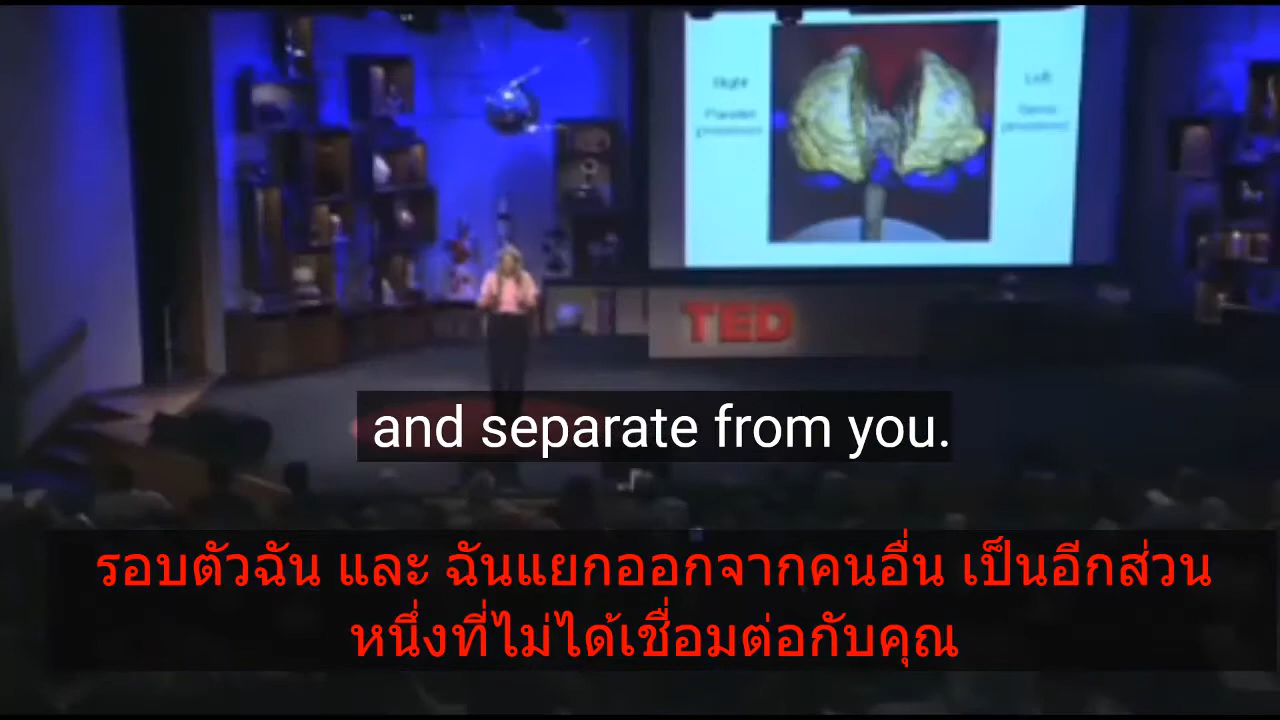 Right
Left
TED
and separate from you.
รอบตัวฉัน และ ฉันแยกออกจากคนอื่น เป็นอีกส่วน
หนึ่งที่ไม่ได้เชื่อมต่อกับคุณ